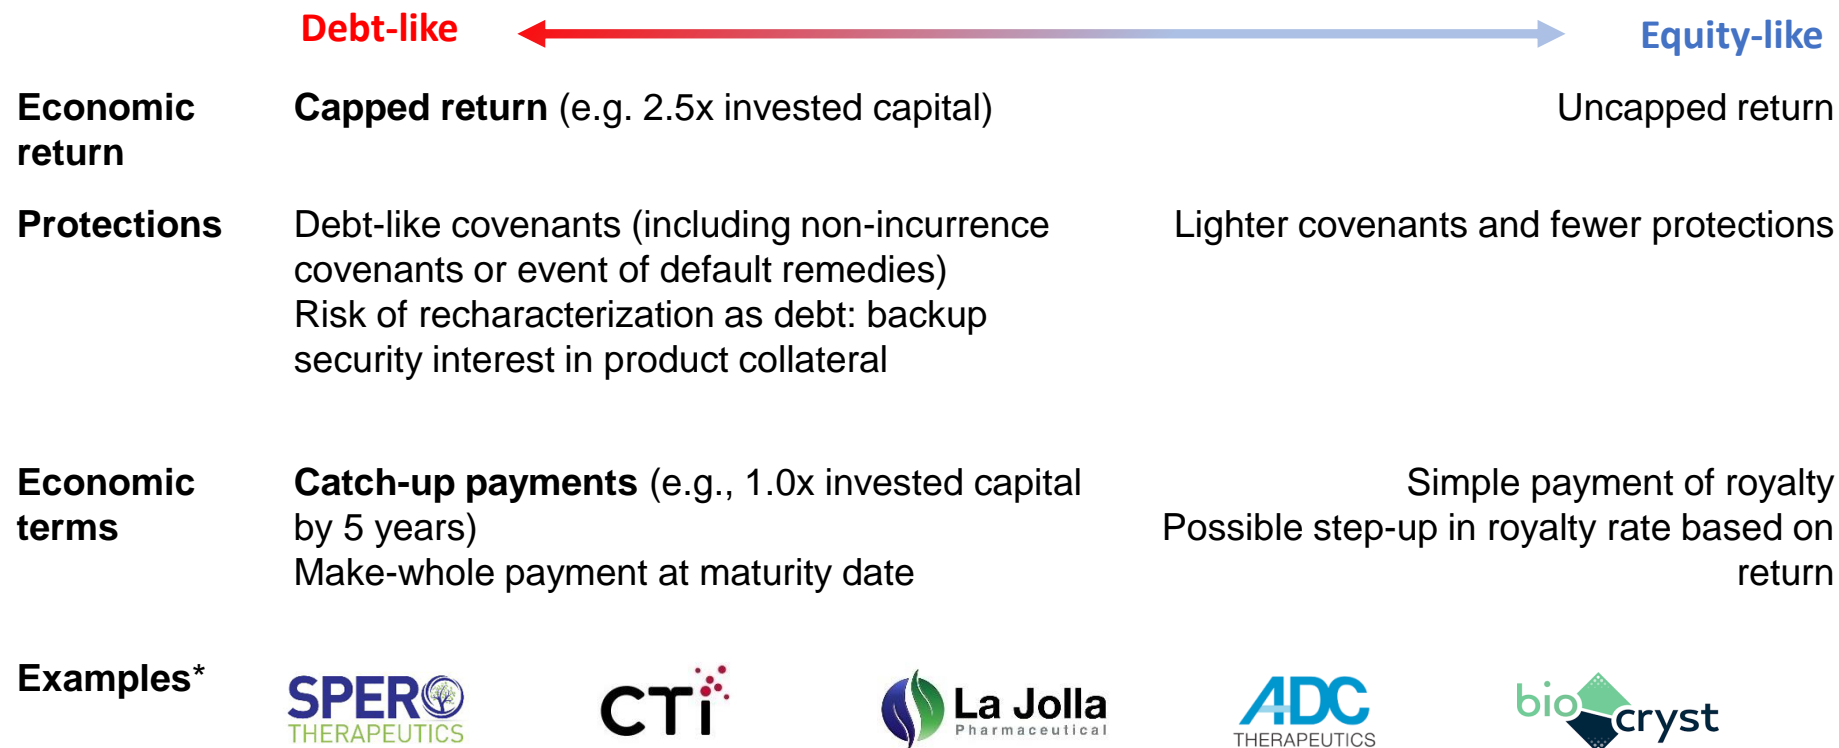 Debt-like
Equity-like
Economic return
Capped return (e.g. 2.5x invested capital)
Uncapped return
Protections
Debt-like covenants (including non-incurrence
covenants or event of default remedies)
Risk of recharacterization as debt: backup
security interest in product collateral
Lighter covenants and fewer protections
Economic
terms
Catch-up payments (e.g., 1.0x invested capital
by 5 years)
Make-whole payment at maturity date
Simple payment of royalty
Possible step-up in royalty rate based on
return
Examples*
SPERO
THERAPEUTICS
CTi
La Jolla
Pharmaceutical
ADC
THERAPEUTICS
bio
cryst